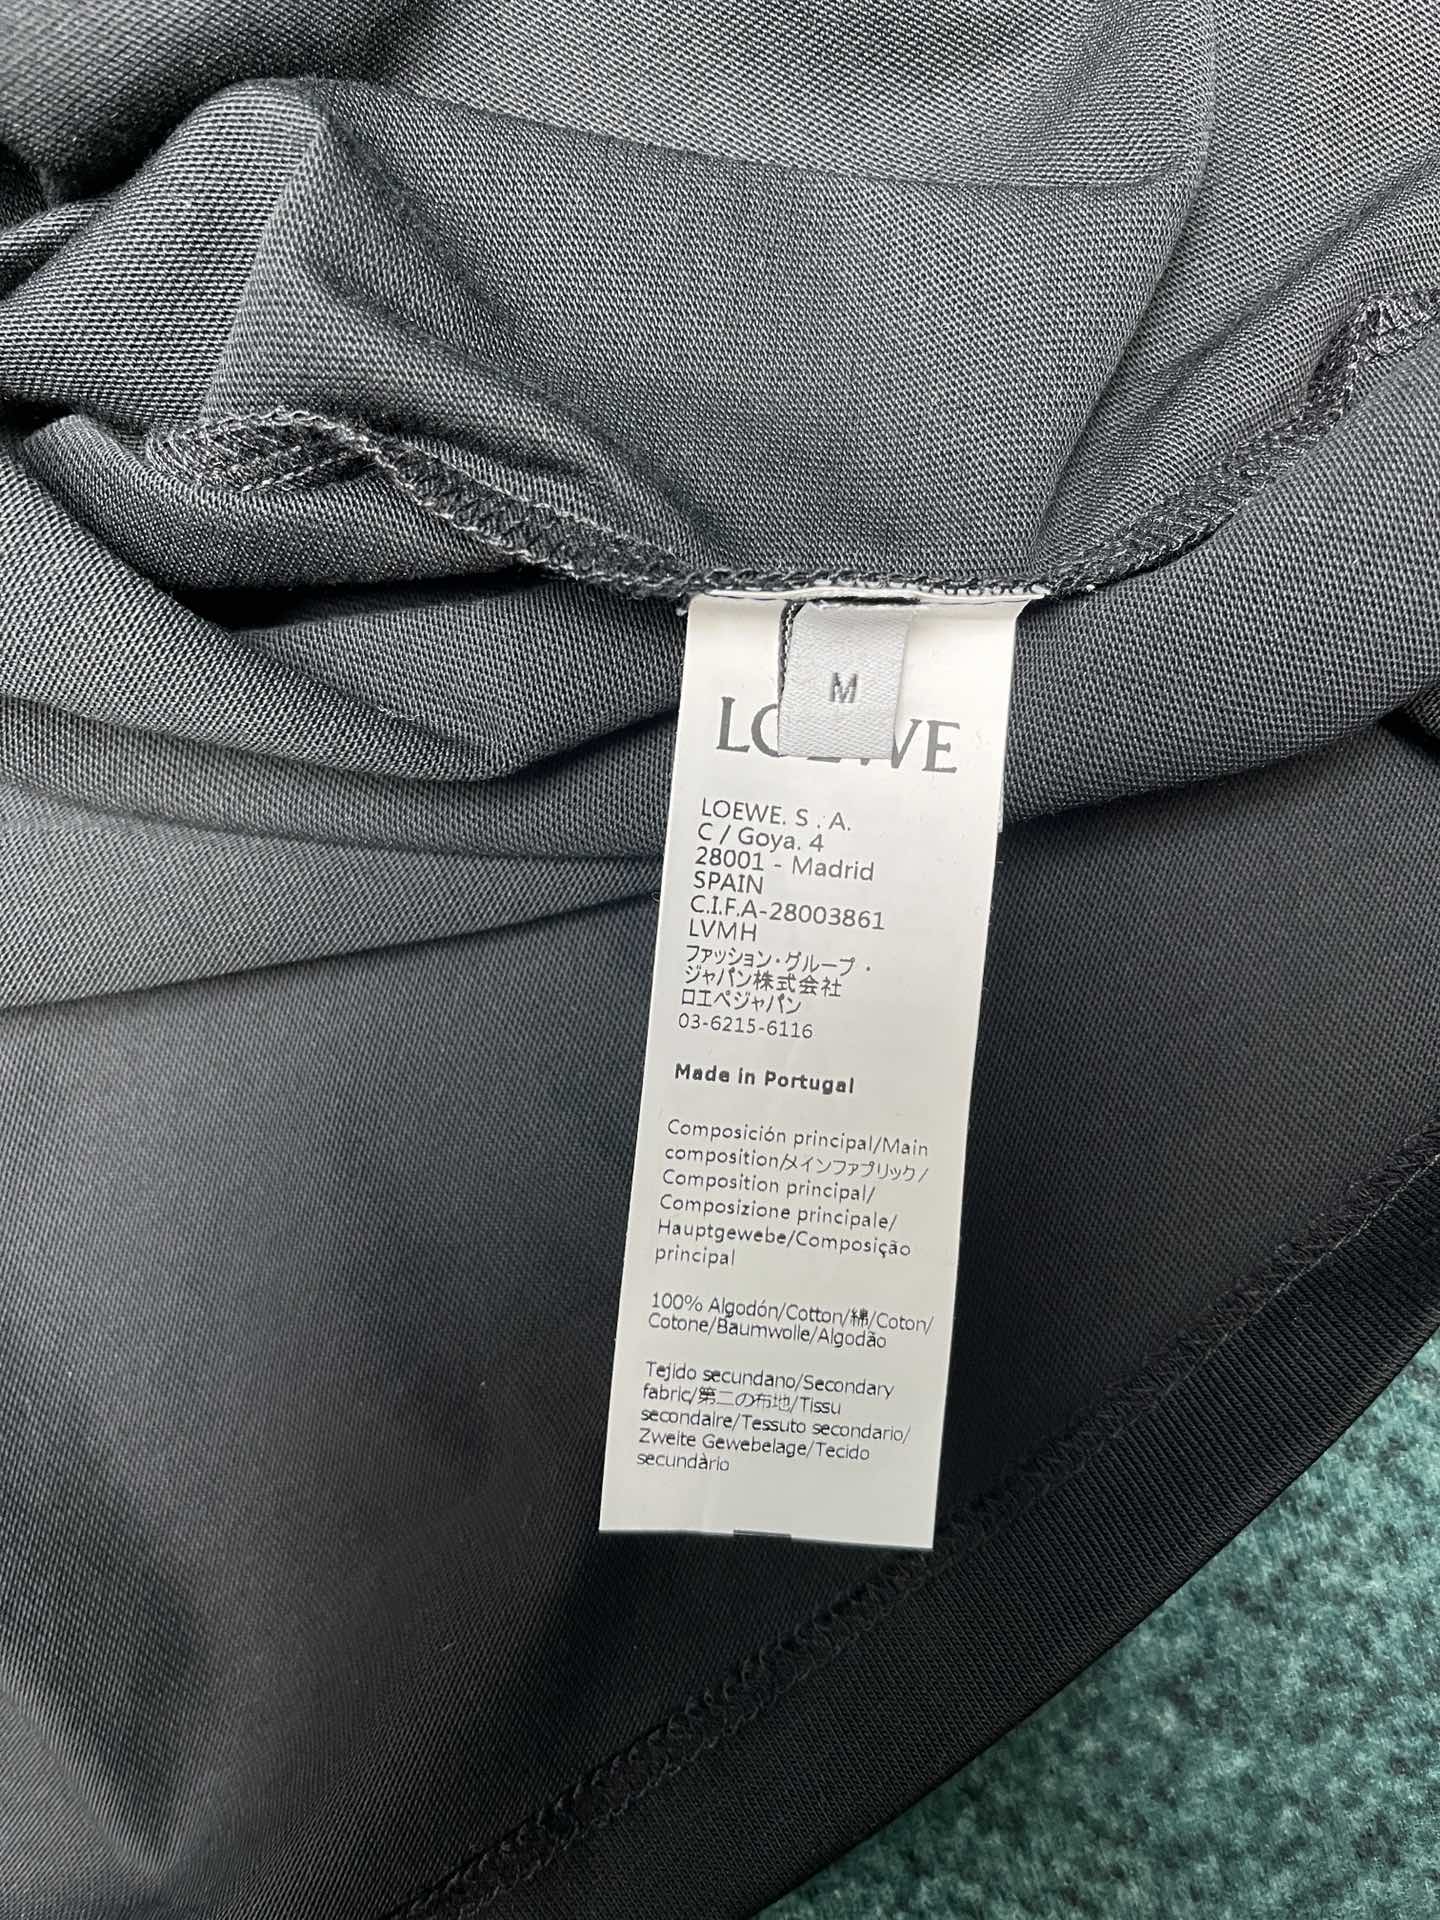 M
LOEWE
LOEWE. S . A.
C / Goya. 4
28001 - Madrid
SPAIN
C.I.F.A-28003861
LVMH
ファッション・グループ・
ジャパン株式会社
ロエベジャパン
03-6215-6116
Made in Portugal
Composición principal/Main
composition/メインファブリック/
Composition principal/
Composizione principale/
Hauptgewebe/Composição
principal
100% Algodón/Cotton/綿/Coton/
Cotone/Baumwolle/Algodão
Tejido secundano/Secondary
fabric/第二の布地/Tissu
secondaire/Tessuto secondario/
Zweite Gewebelage/Tecido
secundàrio